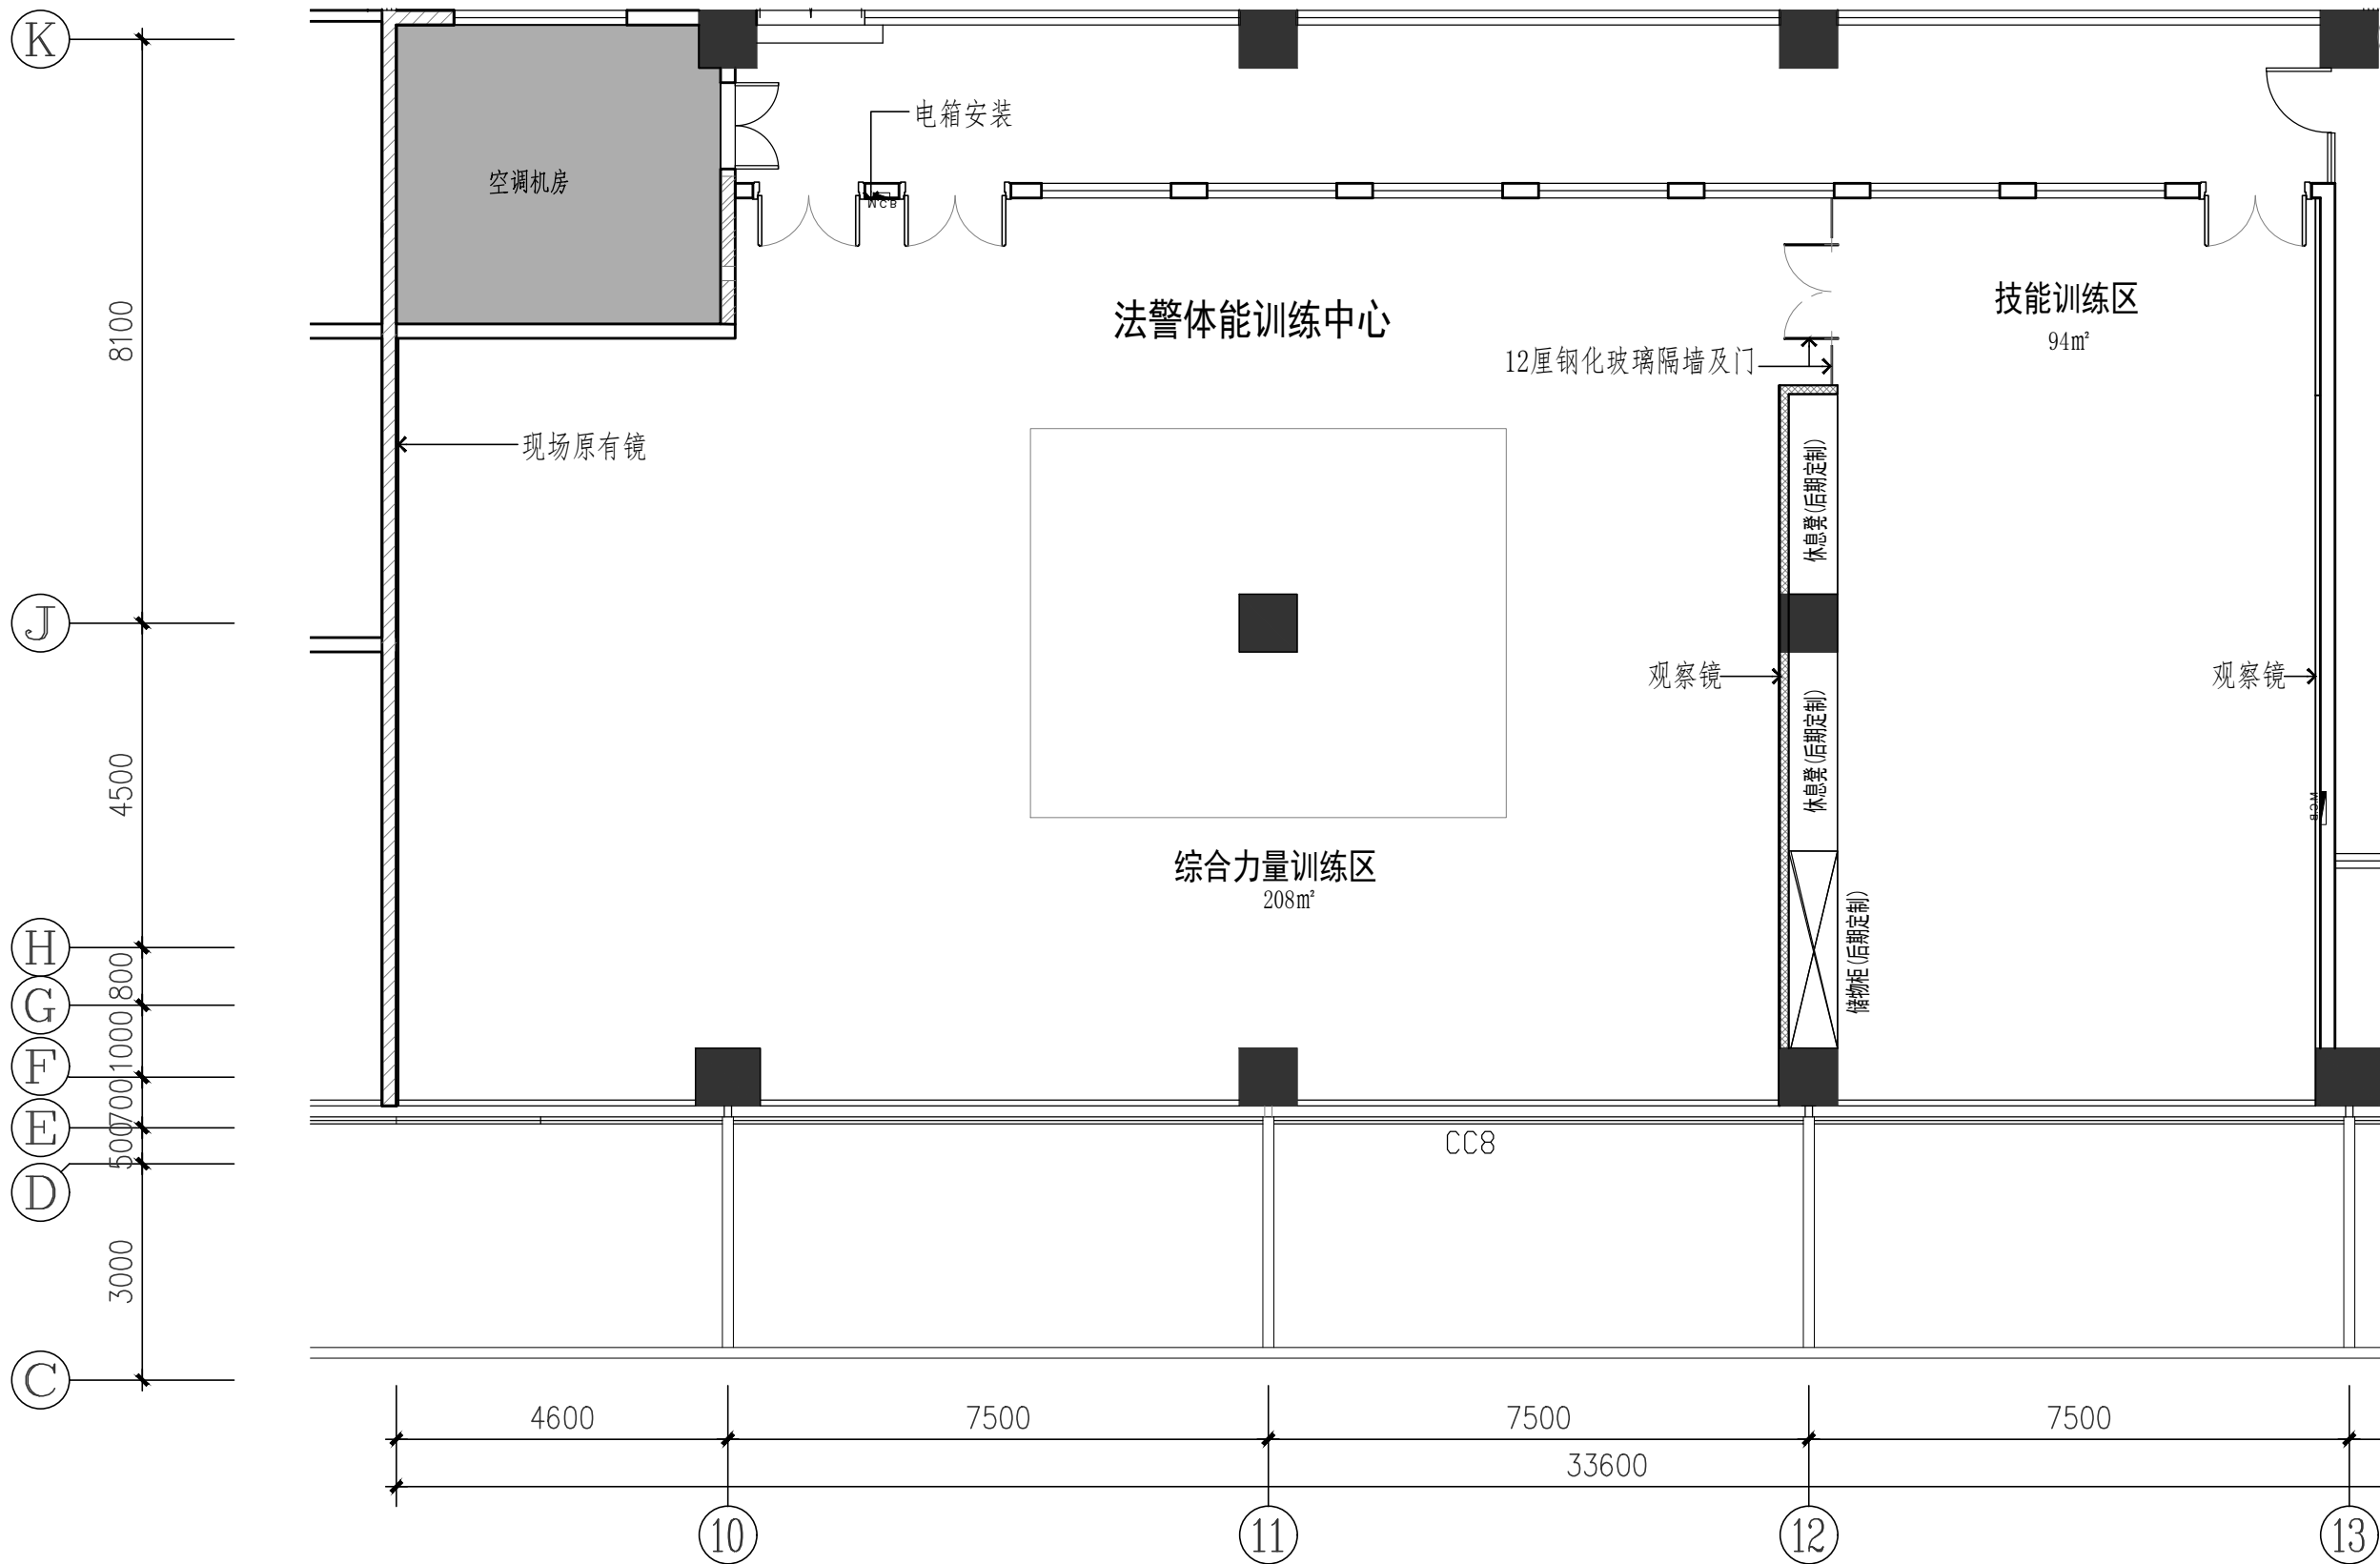 K
电箱安装
空调机房
M C B
法警体能训练中心
技能训练区
94m²
12厘钢化玻璃隔墙及门
8100
现场原有镜
休息凳(后期定制)
J
观察镜
观察镜
休息凳(后期定制)
4500
M.C.B
综合力量训练区
208m²
储物柜(后期定制)
H
800
G
1000
F
700
E
CC8
500
D
3000
C
4600
7500
7500
7500
33600
10
11
12
13